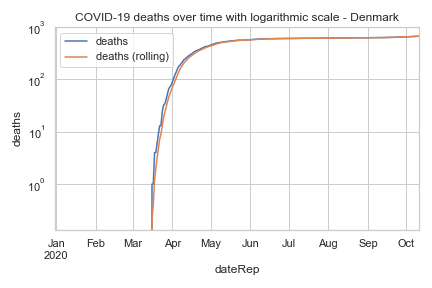 COVID-19 deaths over time with logarithmic scale - Denmark
10³
deaths
deaths (rolling)
10²
10¹
10⁰
deaths
Jan Feb Mar Apr May Jun Jul Aug Sep Oct
2020
dateRep